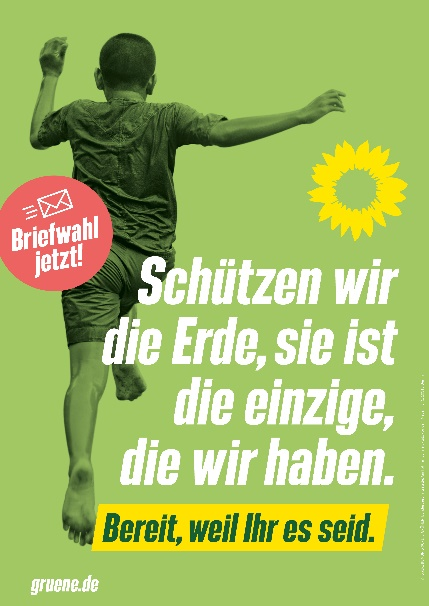 Briefwahl
jetzt!
Schützen wir
die Erde, sie ist
die einzige,
die wir haben.
Bereit, weil Ihr es seid.
gruene.de